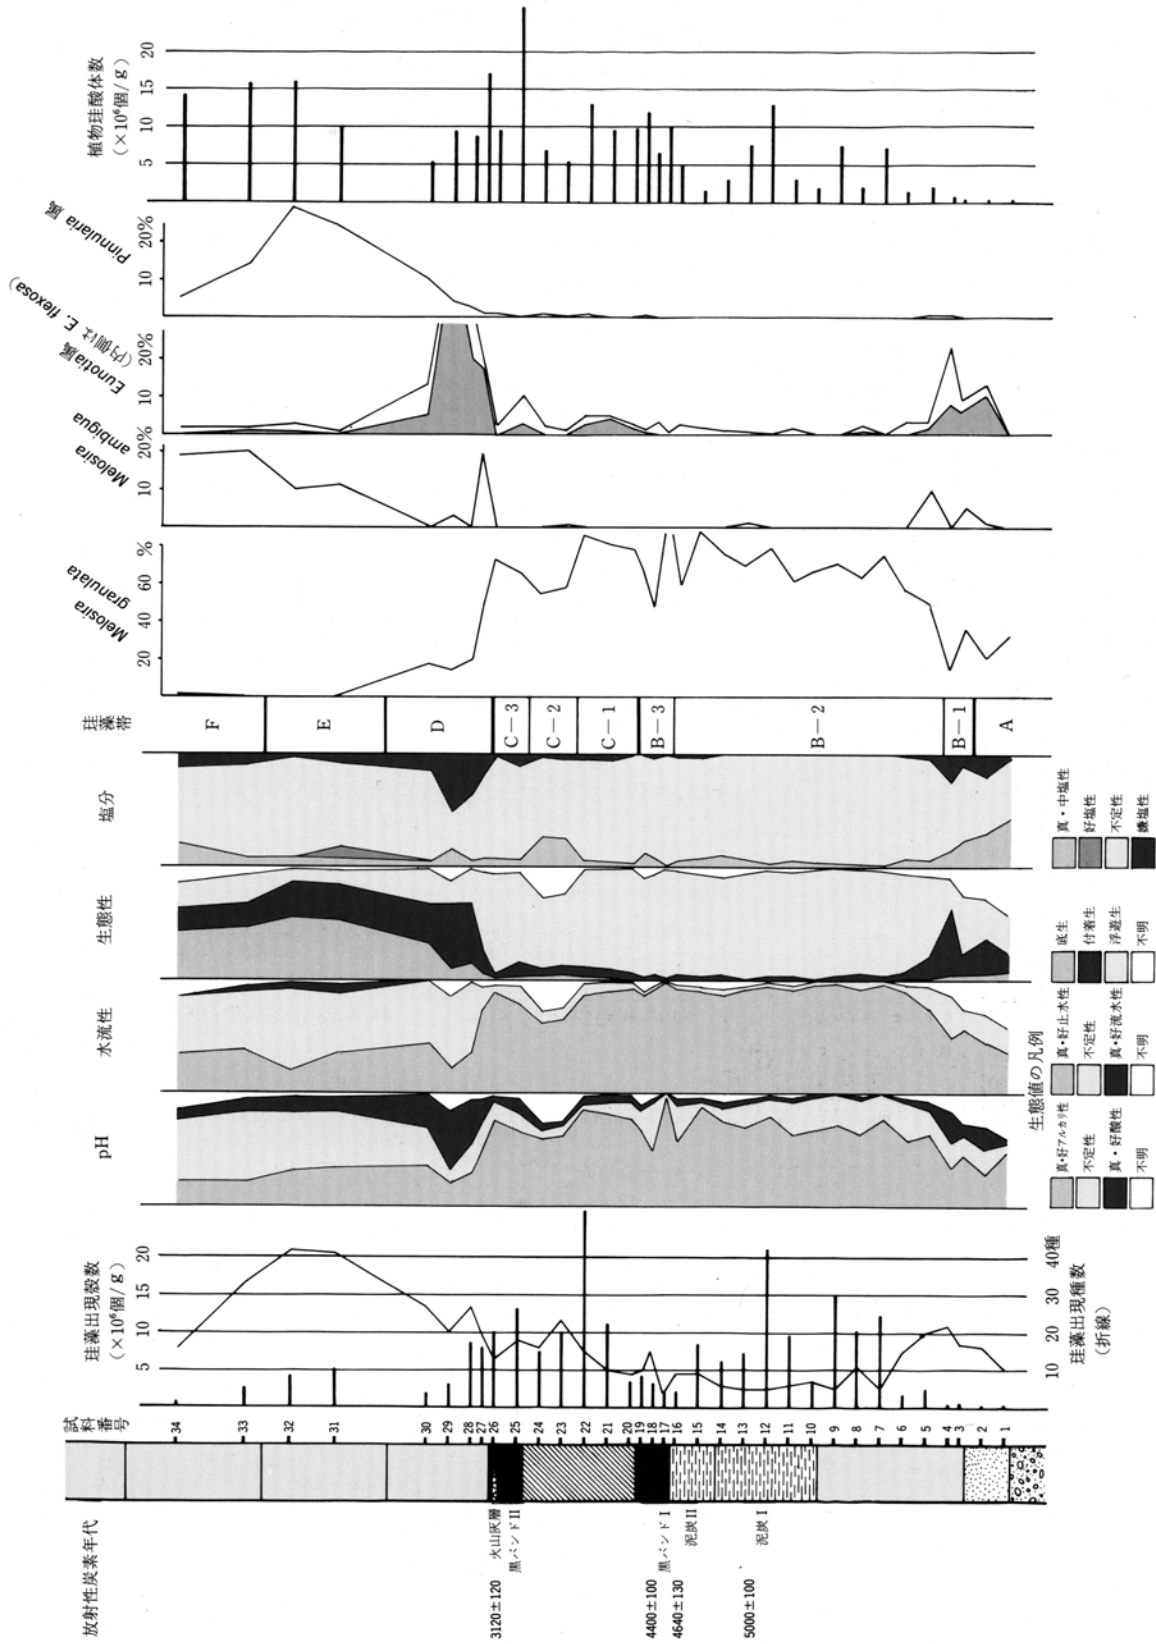 放射性炭素年代
3120±120
4400±100
4640±130
5000±100
火山灰層
黒バンドⅡ
黒バンドⅠ
泥炭Ⅱ
泥炭Ⅰ
試料番号
34
33
32
31
30
29
28
27
26
25
24
23
22
21
20
19
18
17
16
15
14
13
12
11
10
9
8
7
6
5
4
3
2
1
珪藻出現殻数
(×10⁶個/g)
5
10
15
20
10
20
30
40種
珪藻出現種数
(折線)
pH
水流性
生態性
塩分
珪藻帯
F
E
D
C-3
C-2
C-1
B-3
B-2
B-1
A
Melosira
granulata
20
40
60
%
Melosira
ambigua
10
20
%
Eunotia属
(内側は E. flexosa)
10
20%
Pinnularia 属
10
20%
植物珪酸体数
(×10⁶個/g)
5
10
15
20
生態値の凡例
真・好アルカリ性
不定性
真・好酸性
不明
真・好止水性
不定性
真・好流水性
不明
底生
付着生
浮遊生
不明
真・中塩性
好塩性
不定性
嫌塩性